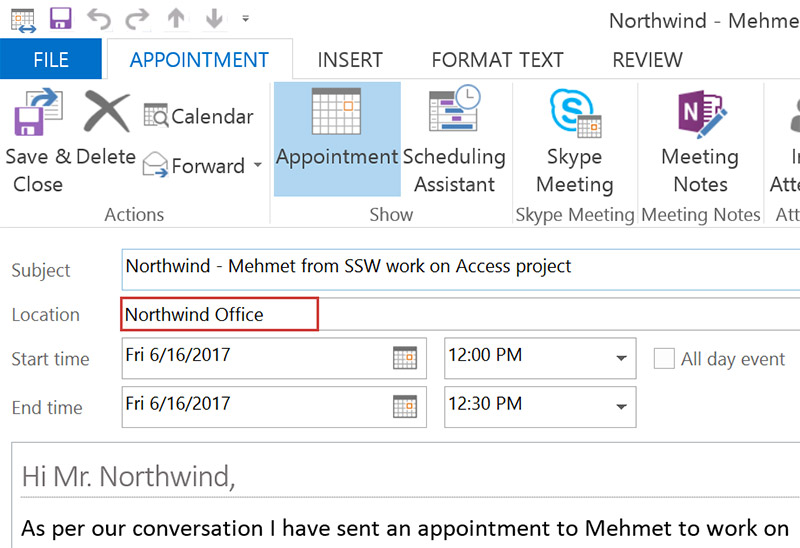 Northwind - Mehme
FILE APPOINTMENT INSERT FORMAT TEXT REVIEW
Save & Close
Delete
Calendar
Forward
Actions
Appointment
Scheduling Assistant
Show
Skype Meeting
Skype Meeting
Meeting Notes
Meeting Notes
Subject Northwind - Mehmet from SSW work on Access project
Location Northwind Office
Start time Fri 6/16/2017 12:00 PM All day event
End time Fri 6/16/2017 12:30 PM
Hi Mr. Northwind,
As per our conversation I have sent an appointment to Mehmet to work on